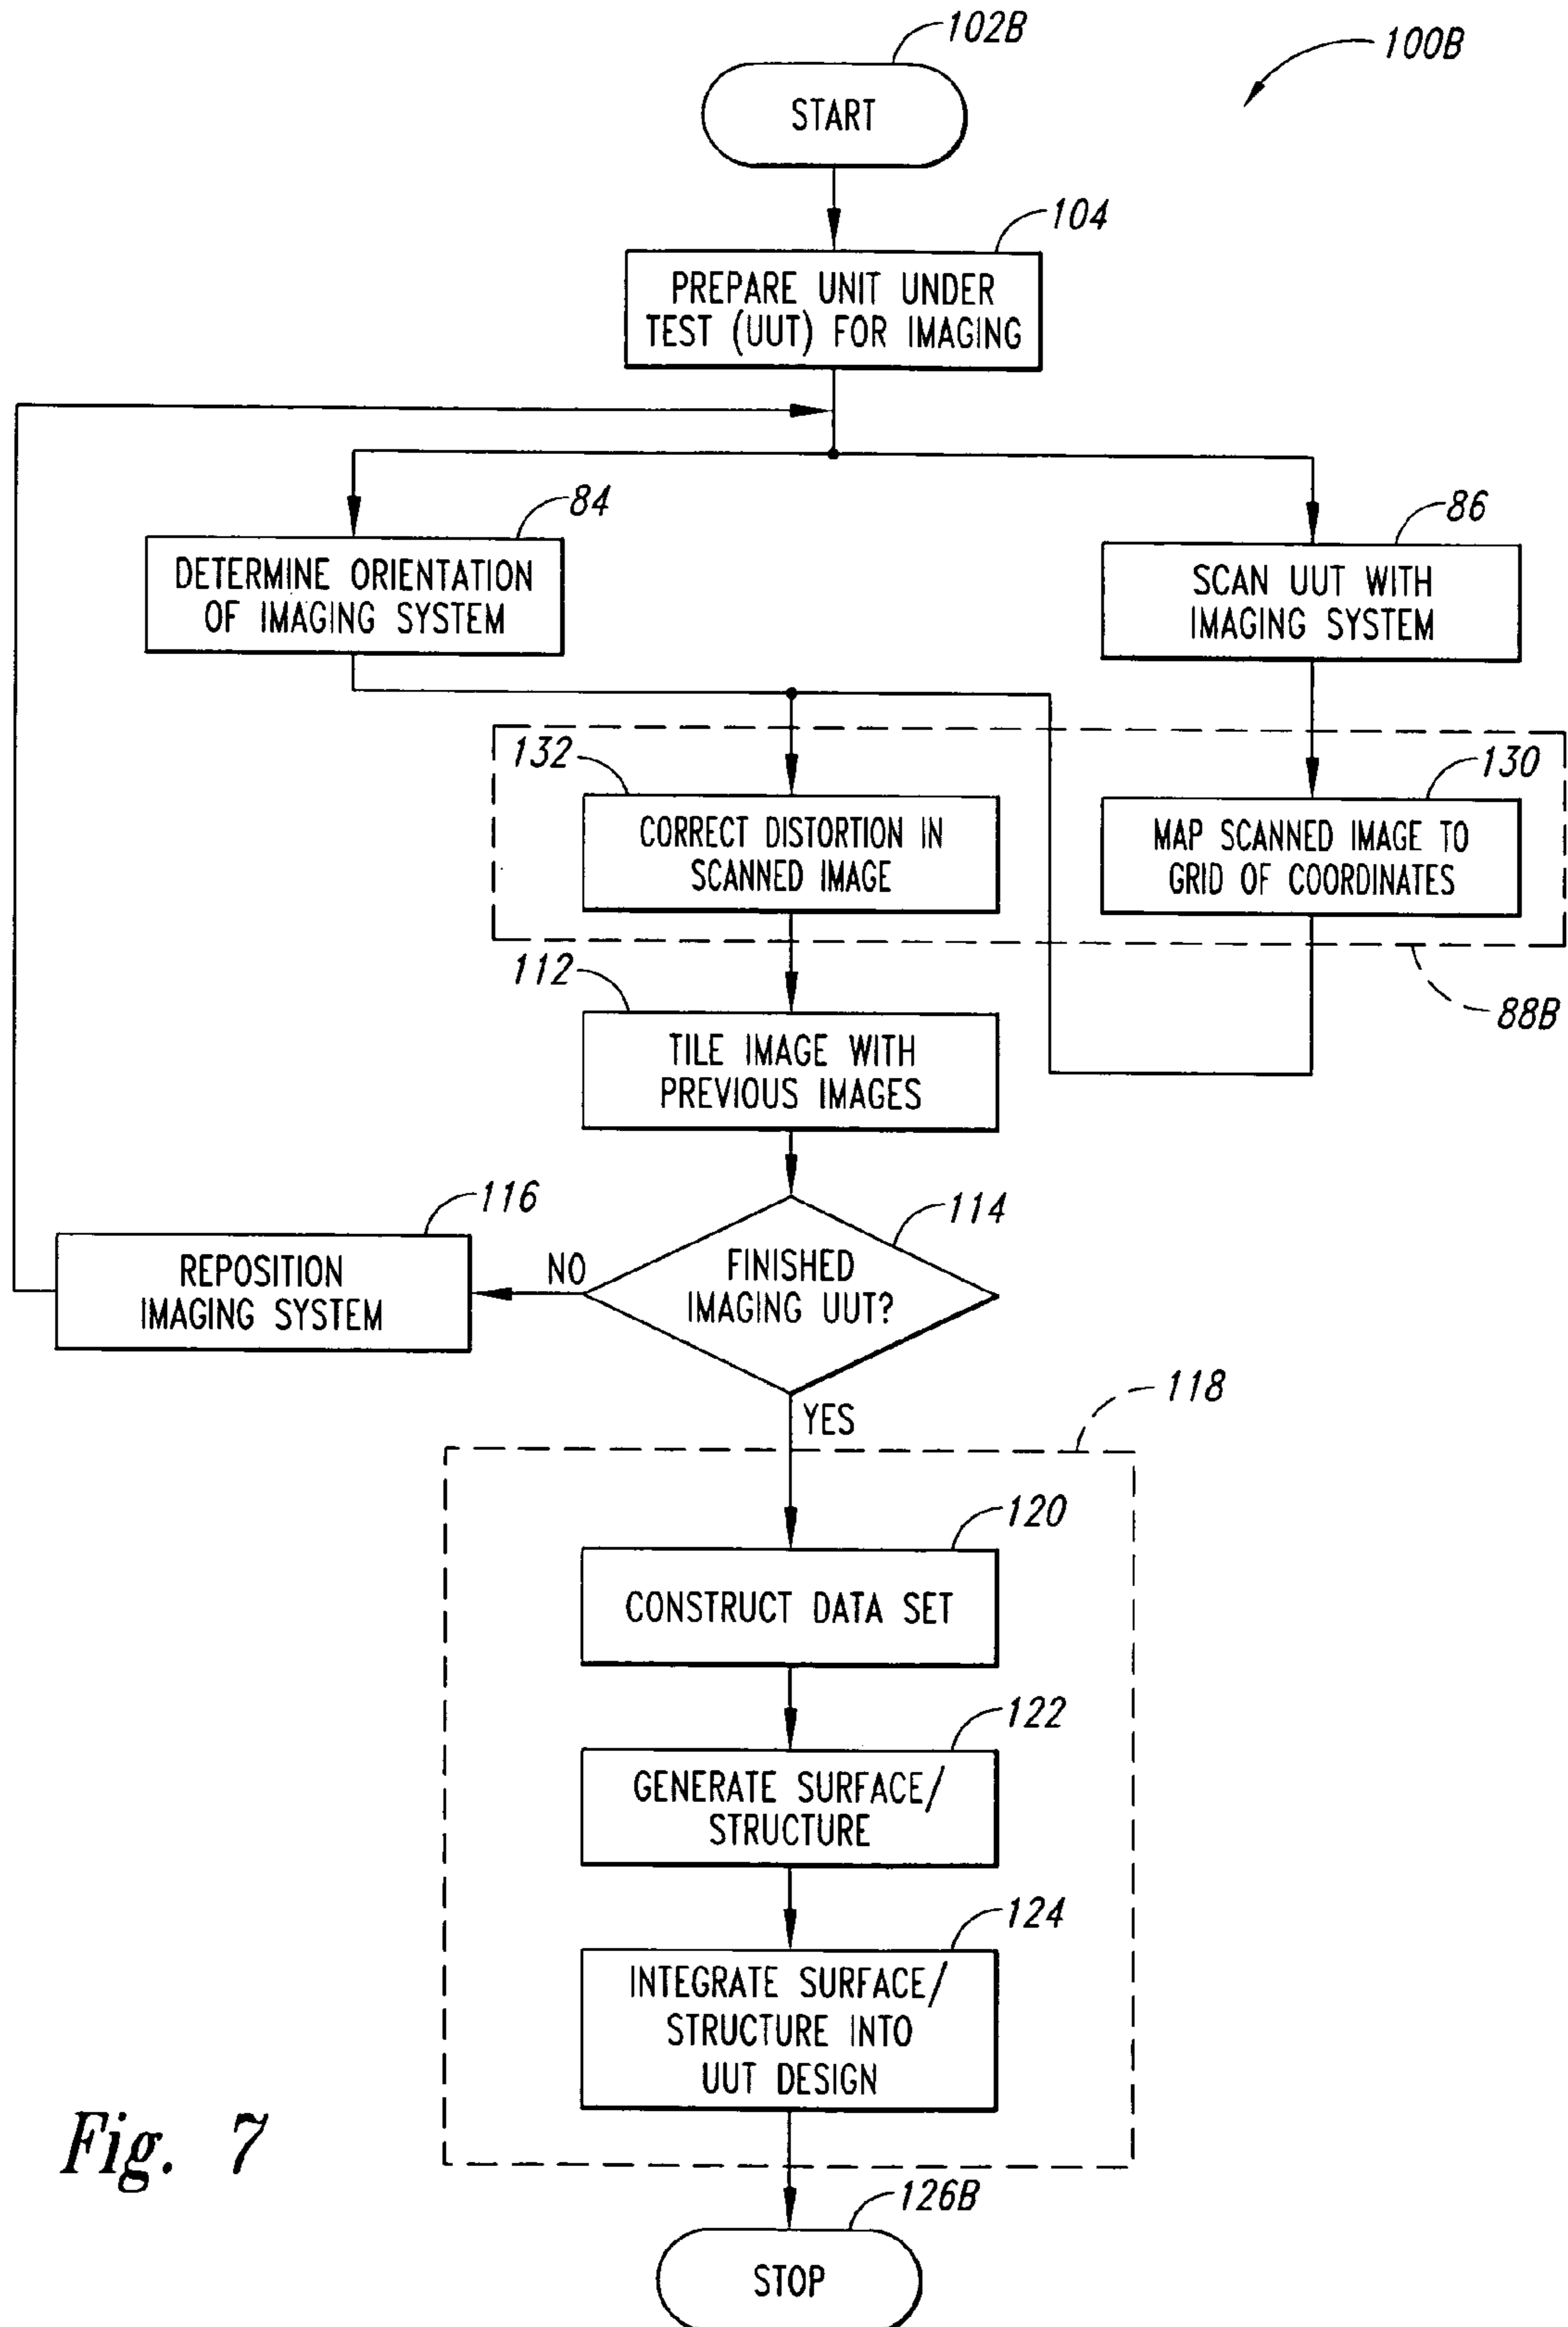 102B
100B
START
104
PREPARE UNIT UNDER
TEST (UUT) FOR IMAGING
84
86
DETERMINE ORIENTATION
OF IMAGING SYSTEM
SCAN UUT WITH
IMAGING SYSTEM
132
130
CORRECT DISTORTION IN
SCANNED IMAGE
MAP SCANNED IMAGE TO
GRID OF COORDINATES
112
88B
TILE IMAGE WITH
PREVIOUS IMAGES
116
114
REPOSITION
IMAGING SYSTEM
NO
FINISHED
IMAGING UUT?
118
YES
120
CONSTRUCT DATA SET
122
GENERATE SURFACE/
STRUCTURE
124
INTEGRATE SURFACE/
STRUCTURE INTO
UUT DESIGN
Fig. 7
126B
STOP